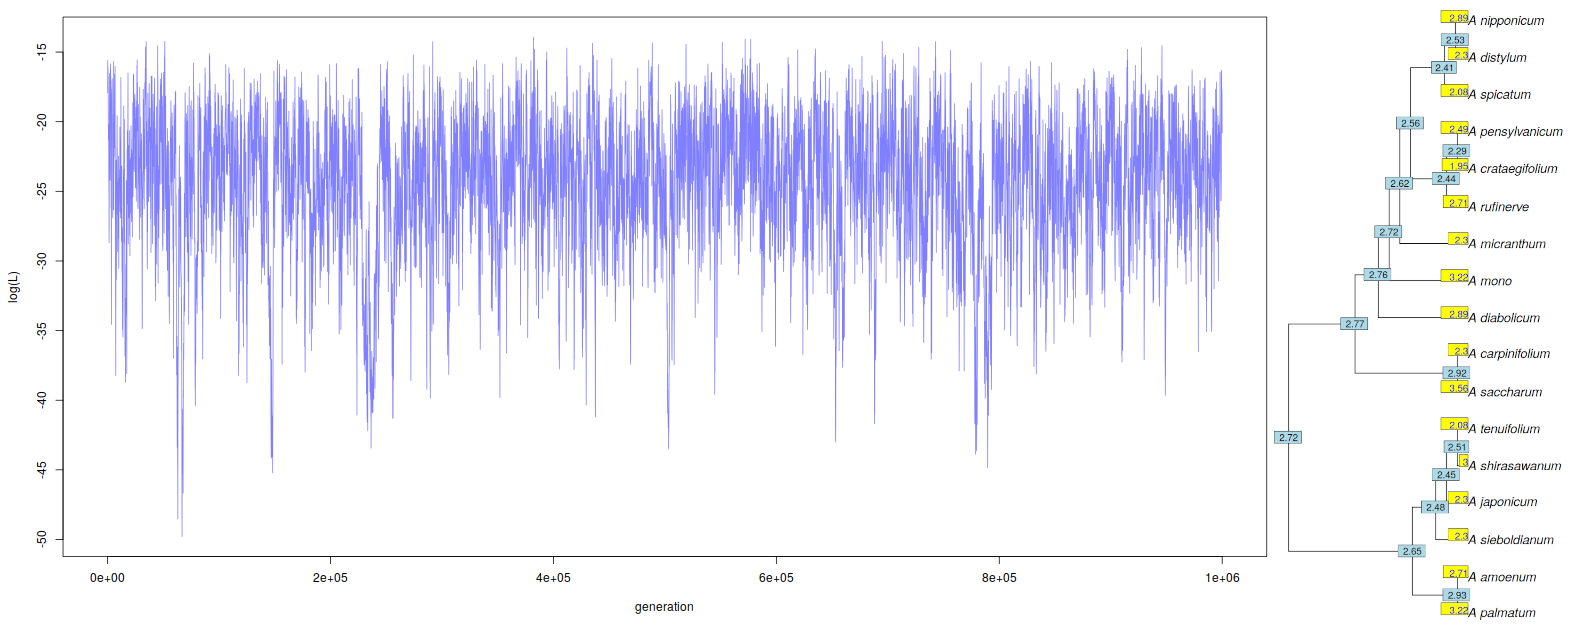 log(L)
-15
-20
-25
-30
-35
-40
-45
-50
0e+00
2e+05
4e+05
6e+05
8e+05
1e+06
generation
2.89 A nipponicum
2.53
2.3 A distylum
2.41
2.08 A spicatum
2.56
2.49 A pensylvanicum
2.29
1.95 A crataegifolium
2.44
2.62
2.71 A rufinerve
2.72
2.3 A micranthum
2.76
3.22 A mono
2.89 A diabolicum
2.77
2.3 A carpinifolium
2.92
3.56 A saccharum
2.08 A tenuifolium
2.72
2.51
3 A shirasawanum
2.45
2.3 A japonicum
2.48
2.3 A sieboldianum
2.65
2.71 A amoenum
2.93
3.22 A palmatum